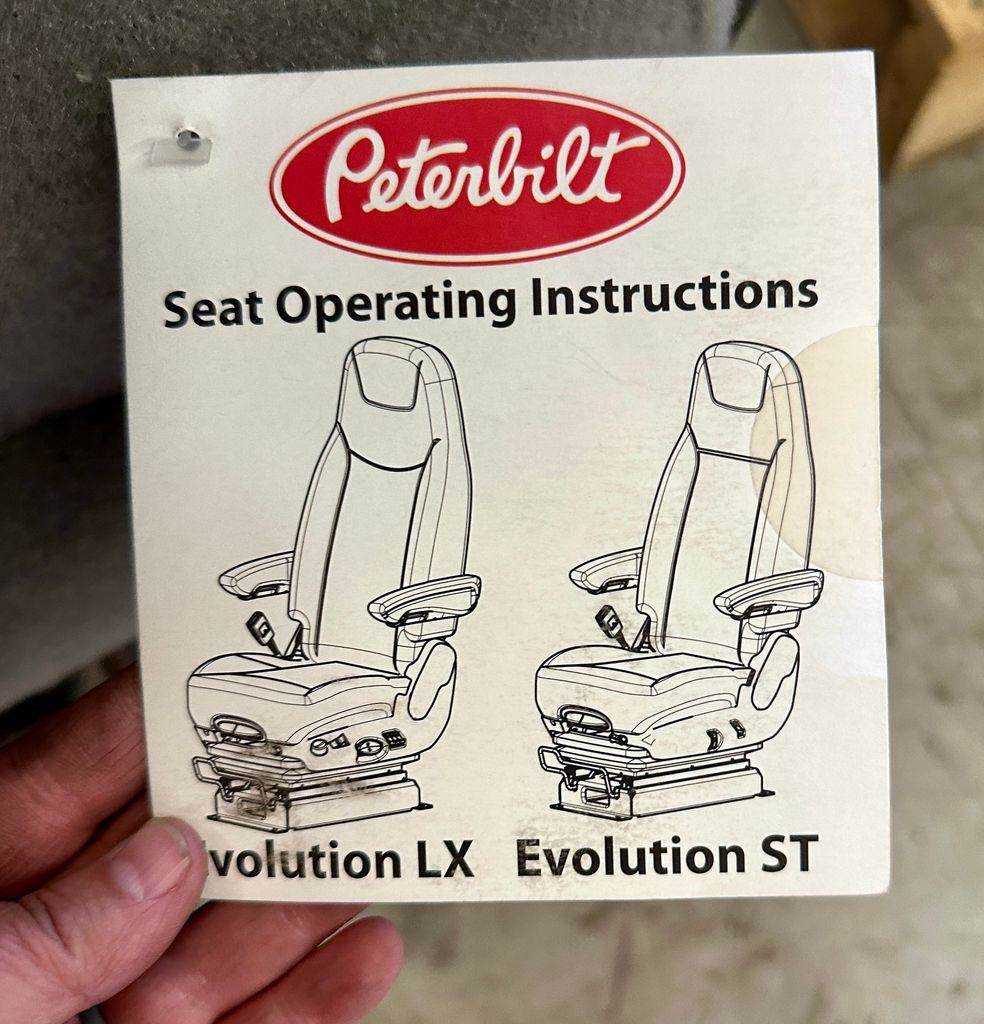 Peterbilt
Seat Operating Instructions
volution LX Evolution ST